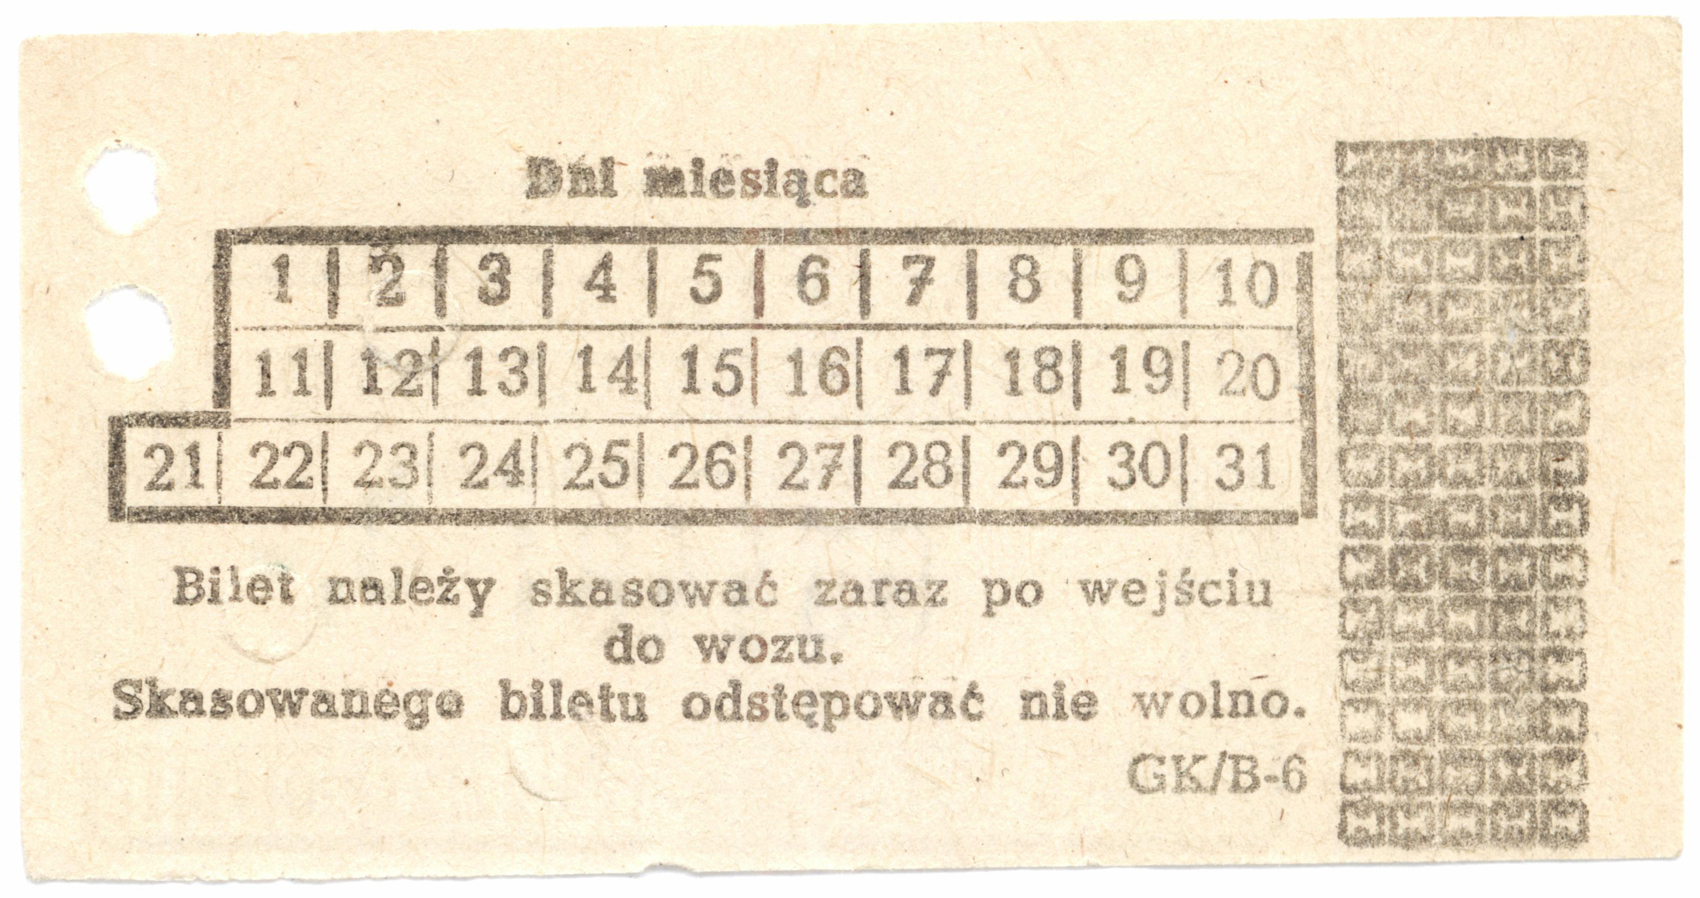 Dni miesiąca
1 | 2 | 3 | 4 | 5 | 6 | 7 | 8 | 9 | 10
11 | 12 | 13 | 14 | 15 | 16 | 17 | 18 | 19 | 20
21 | 22 | 23 | 24 | 25 | 26 | 27 | 28 | 29 | 30 | 31
Bilet należy skasować zaraz po wejściu
do wozu.
Skasowanego biletu odstępować nie wolno.
GK/B-6